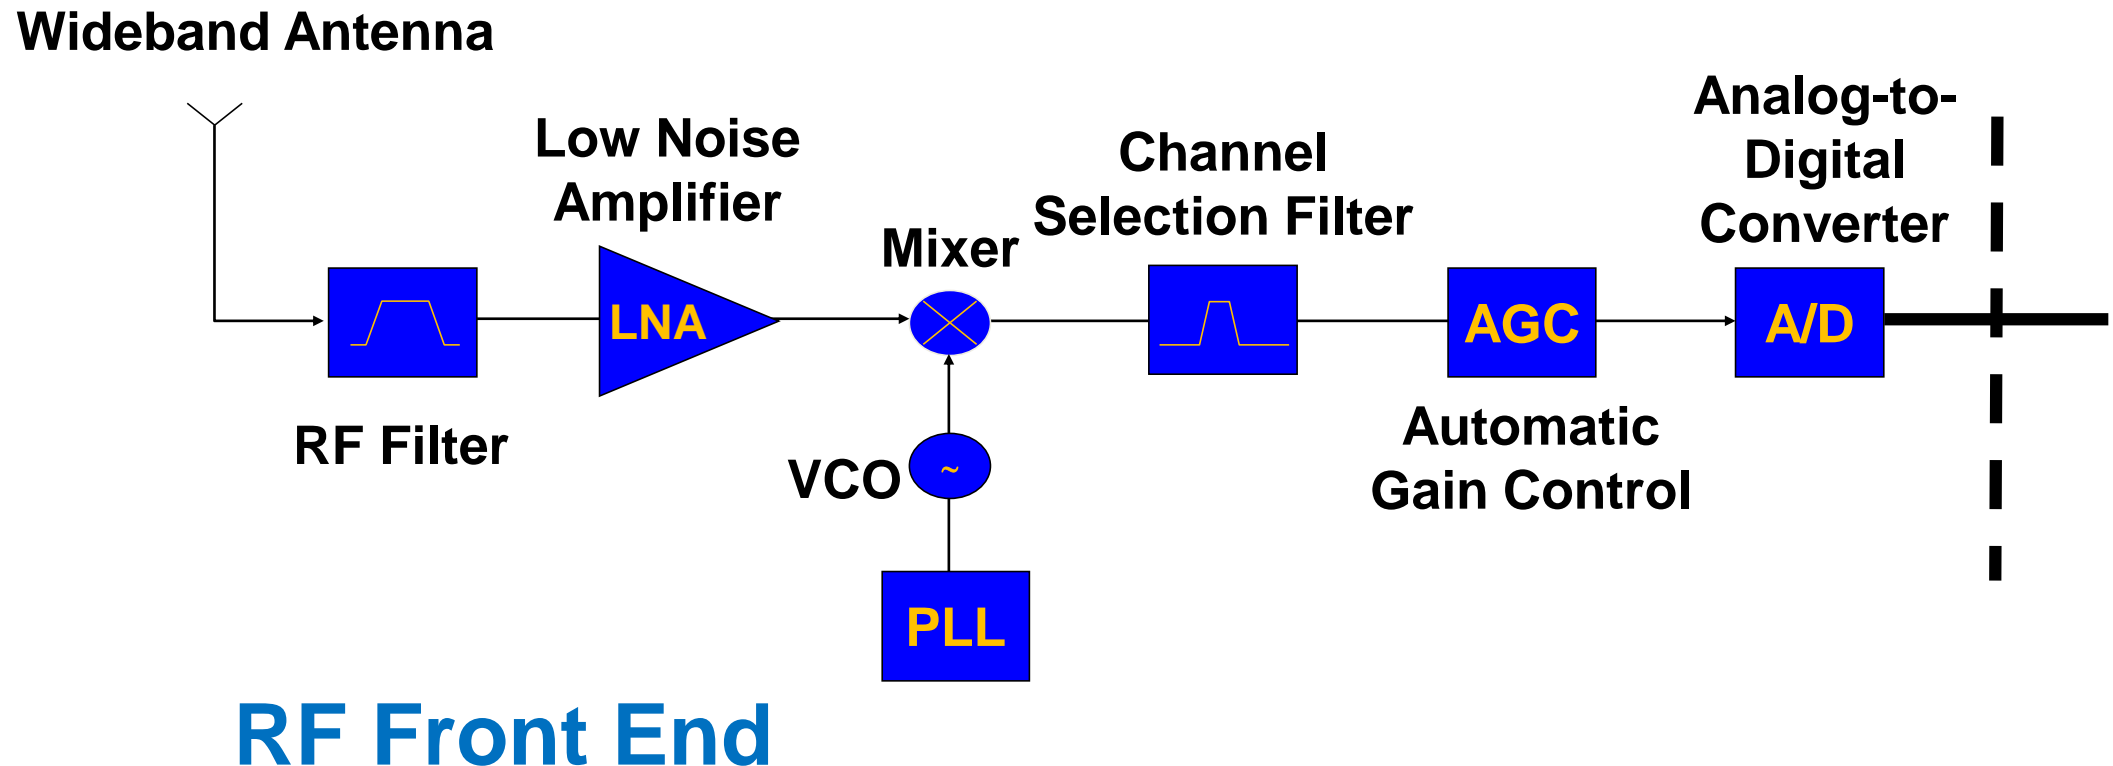 Wideband Antenna
Low Noise
Amplifier
Mixer
Channel
Selection Filter
Analog-to-
Digital
Converter
LNA
AGC
A/D
RF Filter
VCO
~
Automatic
Gain Control
PLL
RF Front End